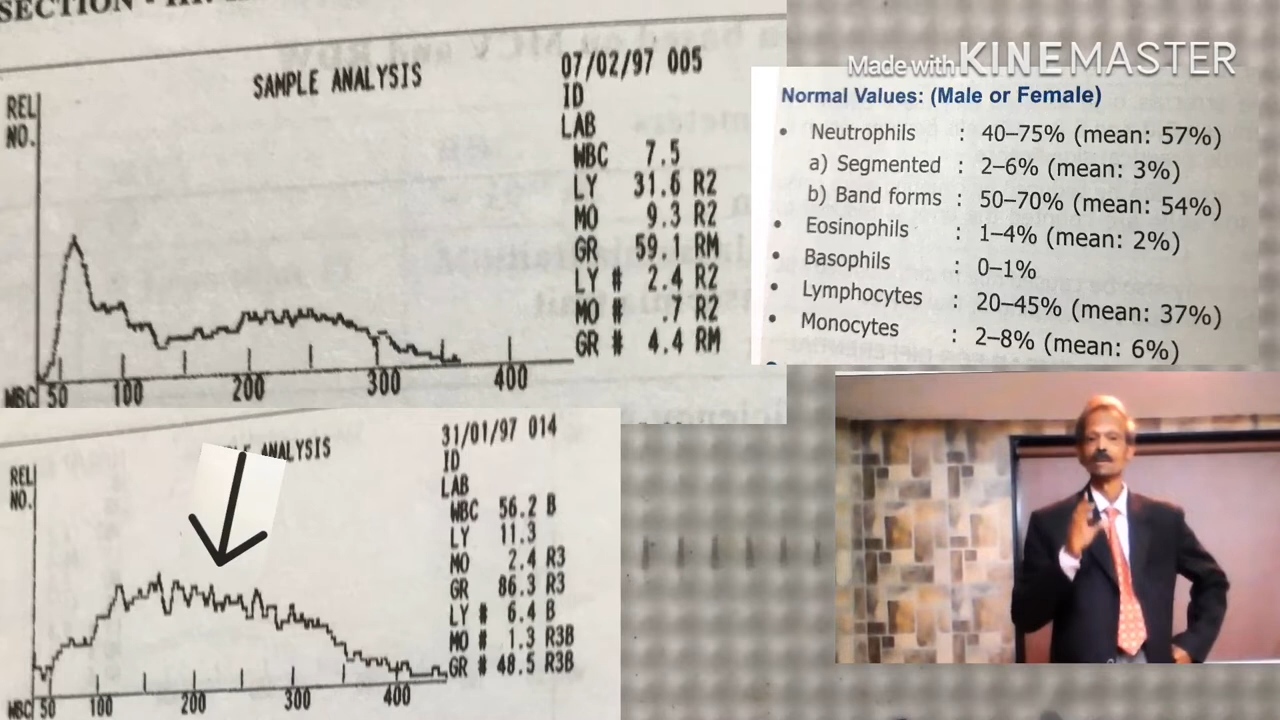 SECTION - III.
SAMPLE ANALYSIS
07/02/97 005
ID
LAB
WBC 7.5
LY 31.6 R2
MO 9.3 R2
GR 59.1 RM
LY # 2.4 R2
MO # .7 R2
GR # 4.4 RM
REL
NO.
WBC 50 100 200 300 400
ANALYSIS
31/01/97 014
ID
LAB
WBC 56.2 B
LY 11.3
MO 2.4 R3
GR 86.3 R3
LY # 6.4 B
MO # 1.3 R3B
GR # 48.5 R3B
REL
NO.
WBC 50 100 200 300 400
Made with KINEMASTER
Normal Values: (Male or Female)
• Neutrophils : 40–75% (mean: 57%)
a) Segmented : 2–6% (mean: 3%)
b) Band forms : 50–70% (mean: 54%)
• Eosinophils : 1–4% (mean: 2%)
• Basophils : 0–1%
• Lymphocytes : 20–45% (mean: 37%)
• Monocytes : 2–8% (mean: 6%)